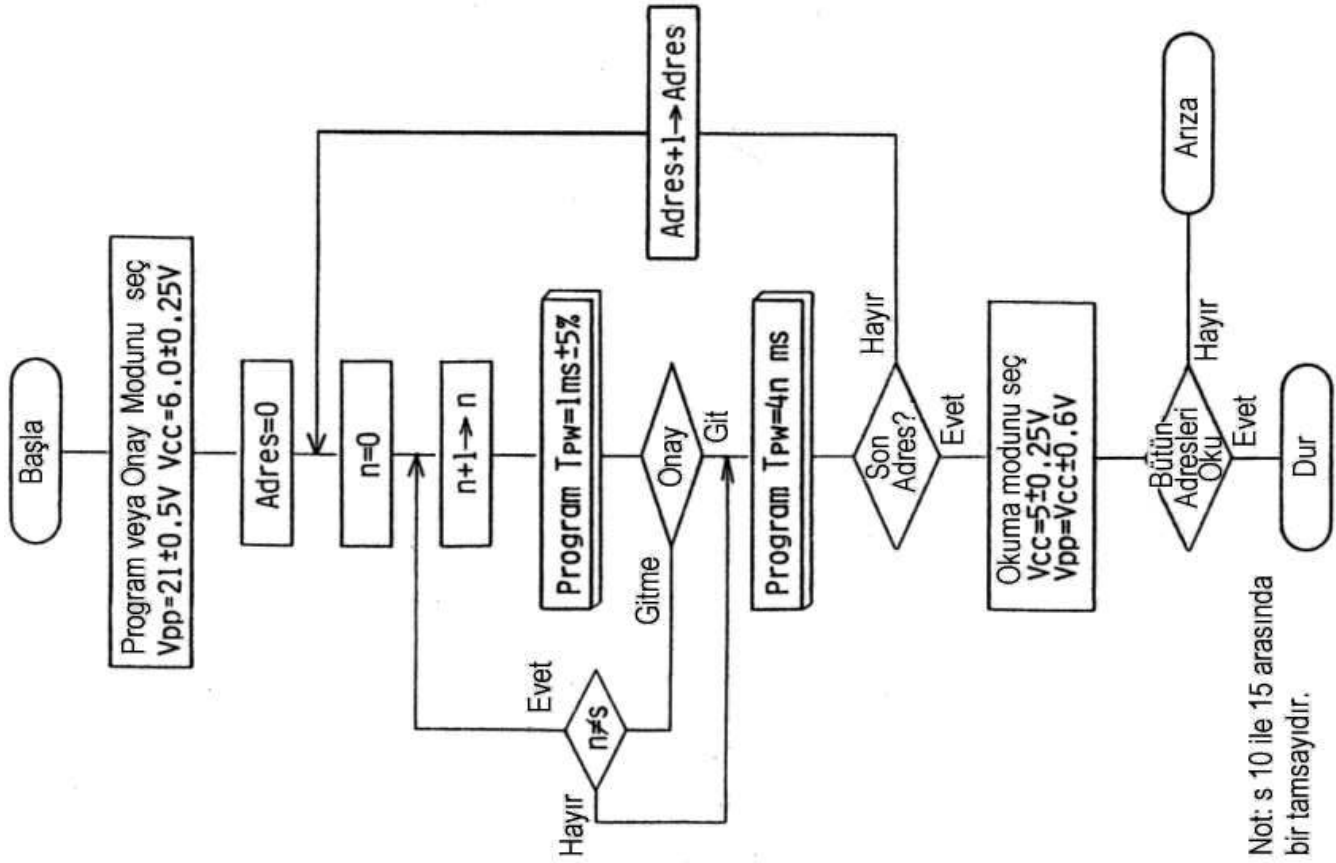 Başla
Program veya Onay Modunu seç
Vpp=21±0.5V Vcc=6.0±0.25V
Adres=0
n=0
n+1→n
Program Tpw=1ms±5%
Onay
Gitme
Git
n≠s
Evet
Hayır
Program Tpw=4n ms
Adres+1→Adres
Son
Adres?
Hayır
Evet
Okuma modunu seç
Vcc=5±0.25V
Vpp=Vcc±0.6V
Bütün
Adresleri
Oku
Hayır
Evet
Arıza
Dur
Not: s 10 ile 15 arasında
bir tamsayıdır.